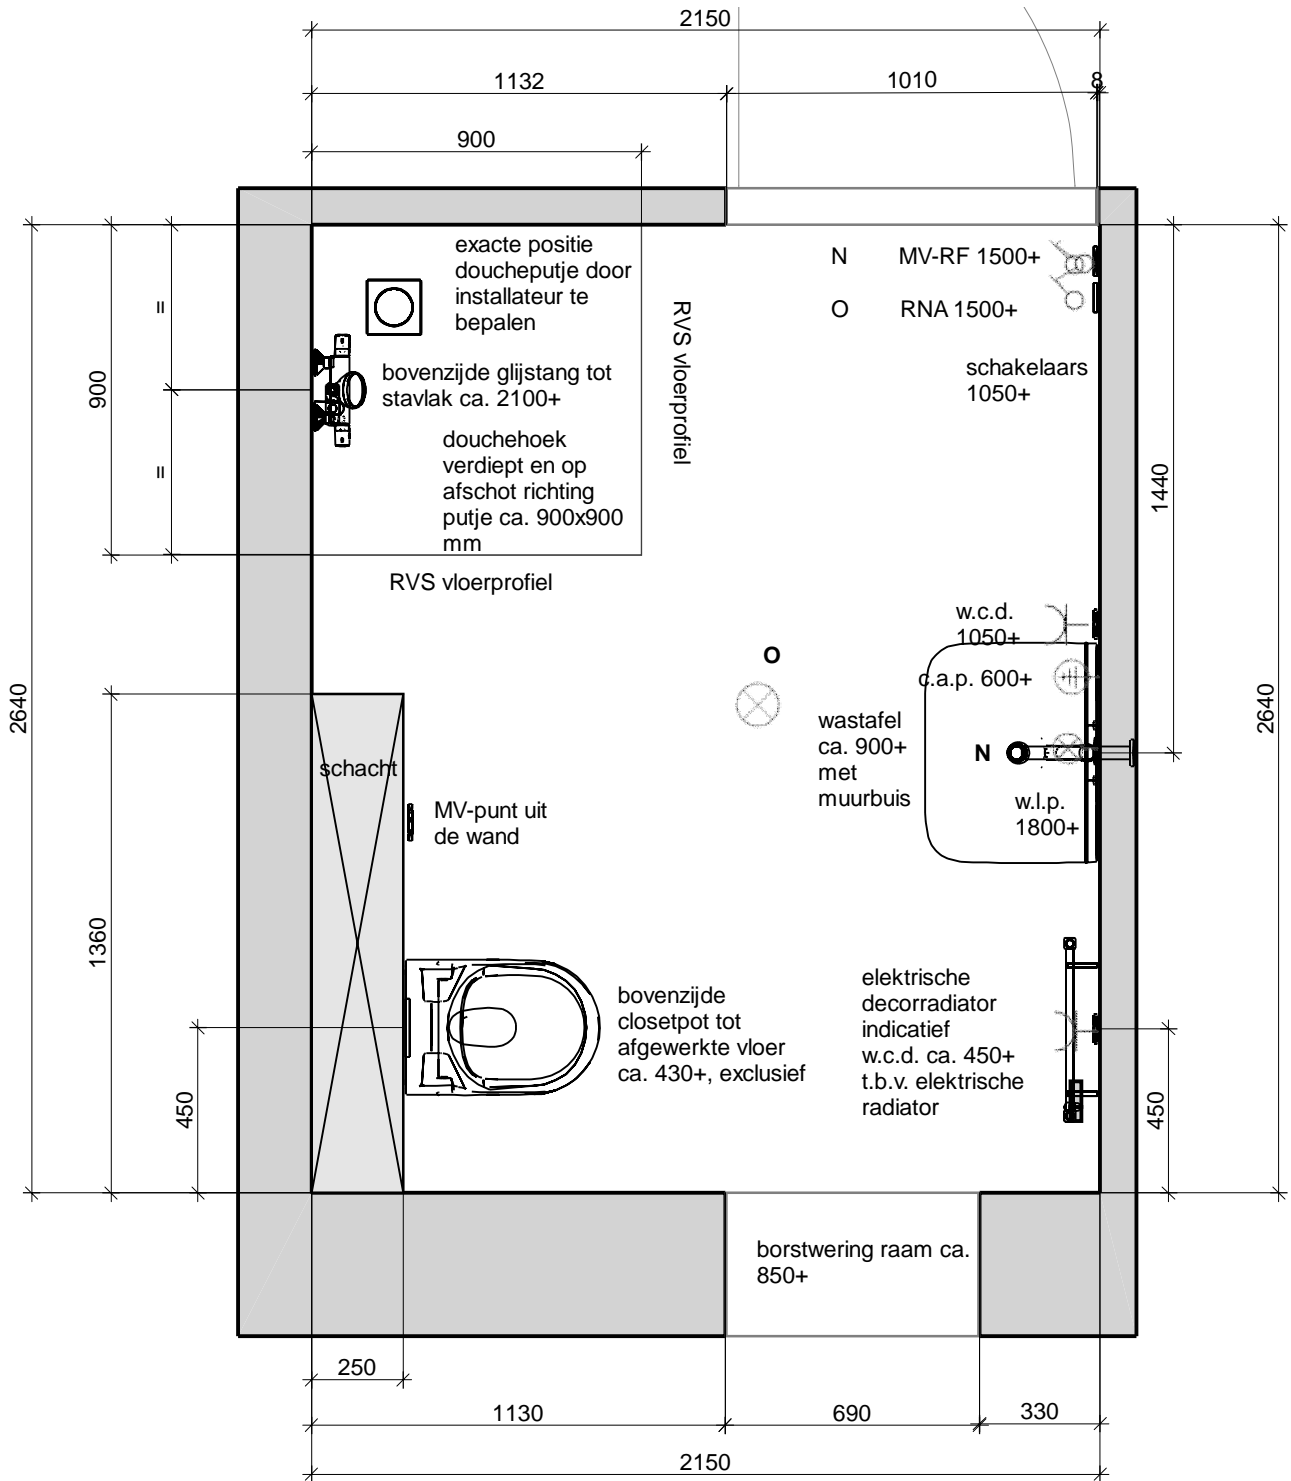 2150
1132
1010
8
900
exacte positie
doucheputje door
installateur te
bepalen
N MV-RF 1500+
O RNA 1500+
schakelaars
1050+
=
=
900
bovenzijde glijstang tot
stavlak ca. 2100+
RVS vloerprofiel
douchehoek
verdiept en op
afschot richting
putje ca. 900x900
mm
RVS vloerprofiel
1440
2640
2640
w.c.d.
1050+
c.a.p. 600+
O
wastafel
ca. 900+
met
muurbuis
N
w.l.p.
1800+
schacht
MV-punt uit
de wand
1360
450
bovenzijde
closetpot tot
afgewerkte vloer
ca. 430+, exclusief
elektrische
decorradiator
indicatief
w.c.d. ca. 450+
t.b.v. elektrische
radiator
450
borstwering raam ca.
850+
250
1130
690
330
2150